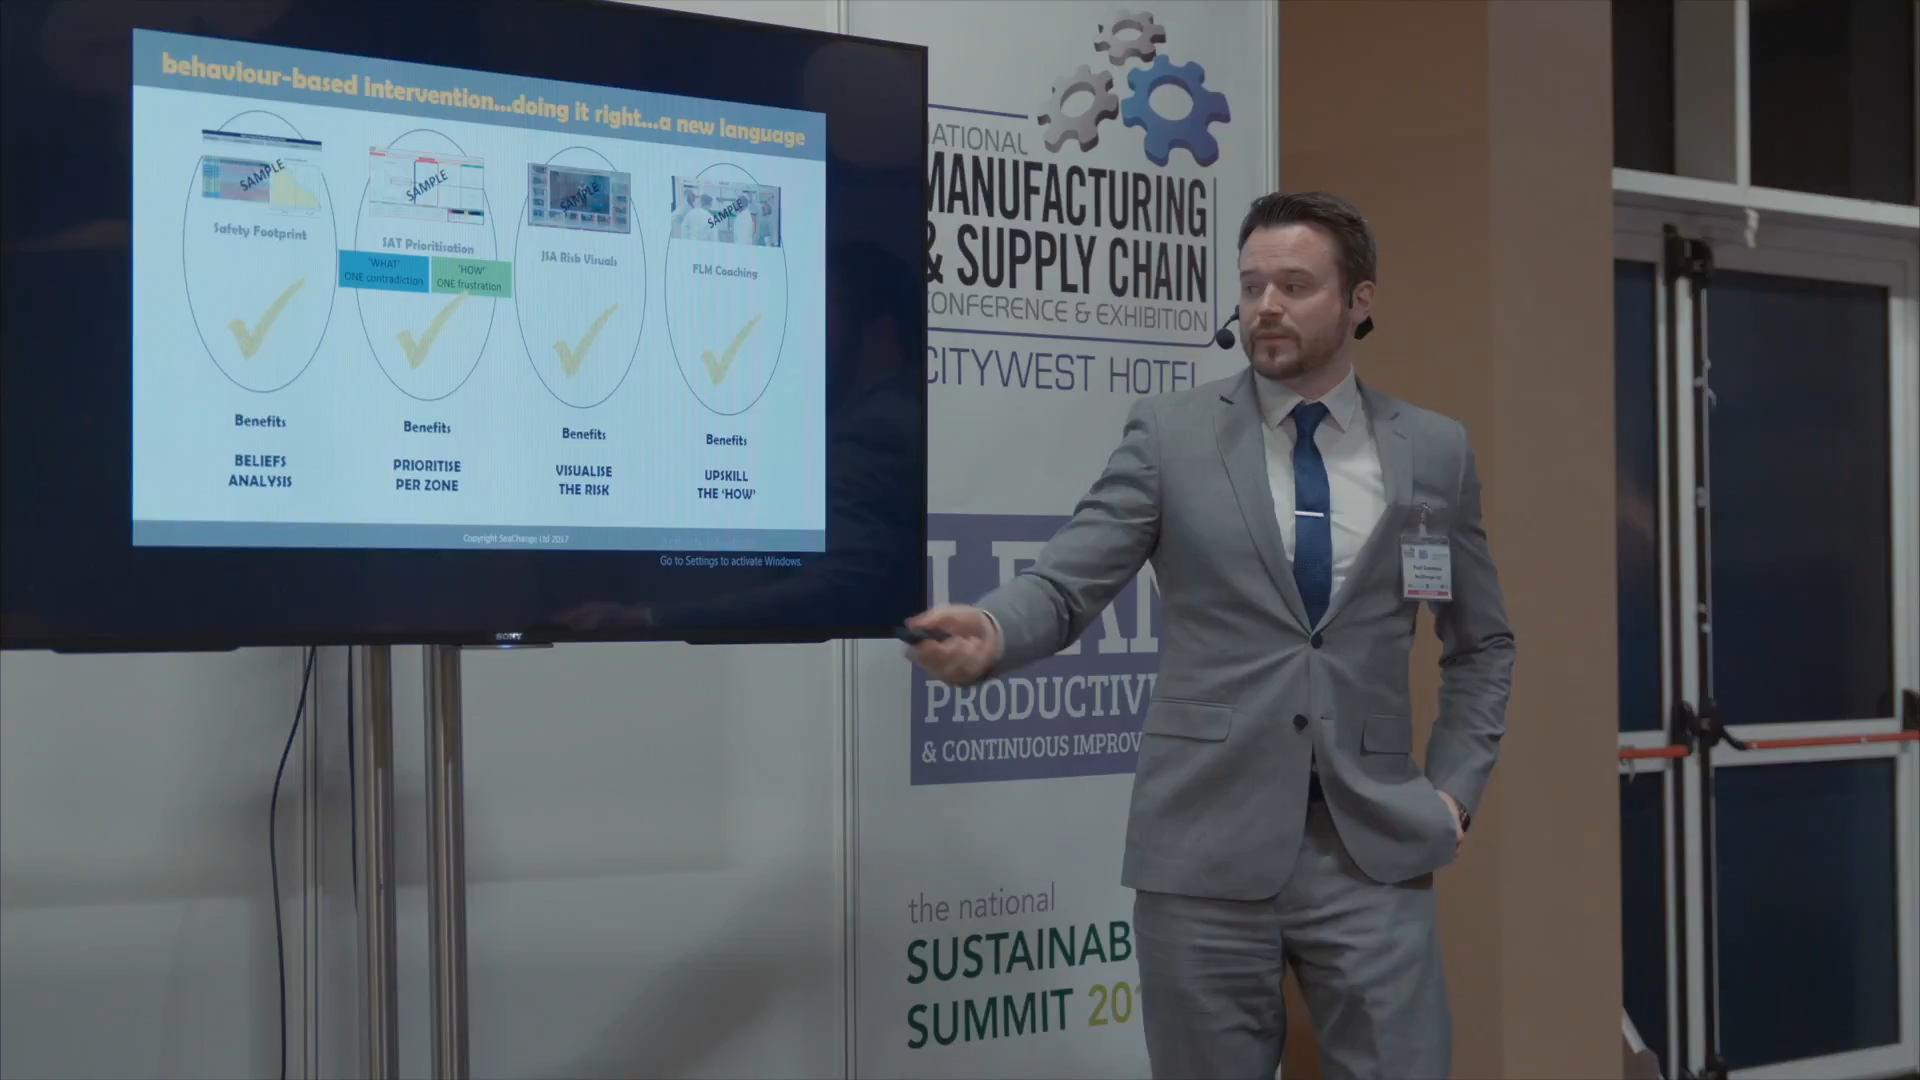 behaviour-based intervention...doing it right...a new language
SAMPLE
SAMPLE
SAMPLE
SAMPLE
Safety Footprint
SAT Prioritisation
JSA Risk Visuals
FLM Coaching
'WHAT'
ONE contradiction
'HOW'
ONE frustration
Benefits
BELIEFS
ANALYSIS
Benefits
PRIORITISE
PER ZONE
Benefits
VISUALISE
THE RISK
Benefits
UPSKILL
THE 'HOW'
Copyright SeaChange Ltd 2017
Go to Settings to activate Windows.
SONY
NATIONAL
MANUFACTURING
& SUPPLY CHAIN
CONFERENCE & EXHIBITION
CITYWEST HOTEL
LEAN
PRODUCTIV
& CONTINUOUS IMPROV
the national
SUSTAINAB
SUMMIT 201